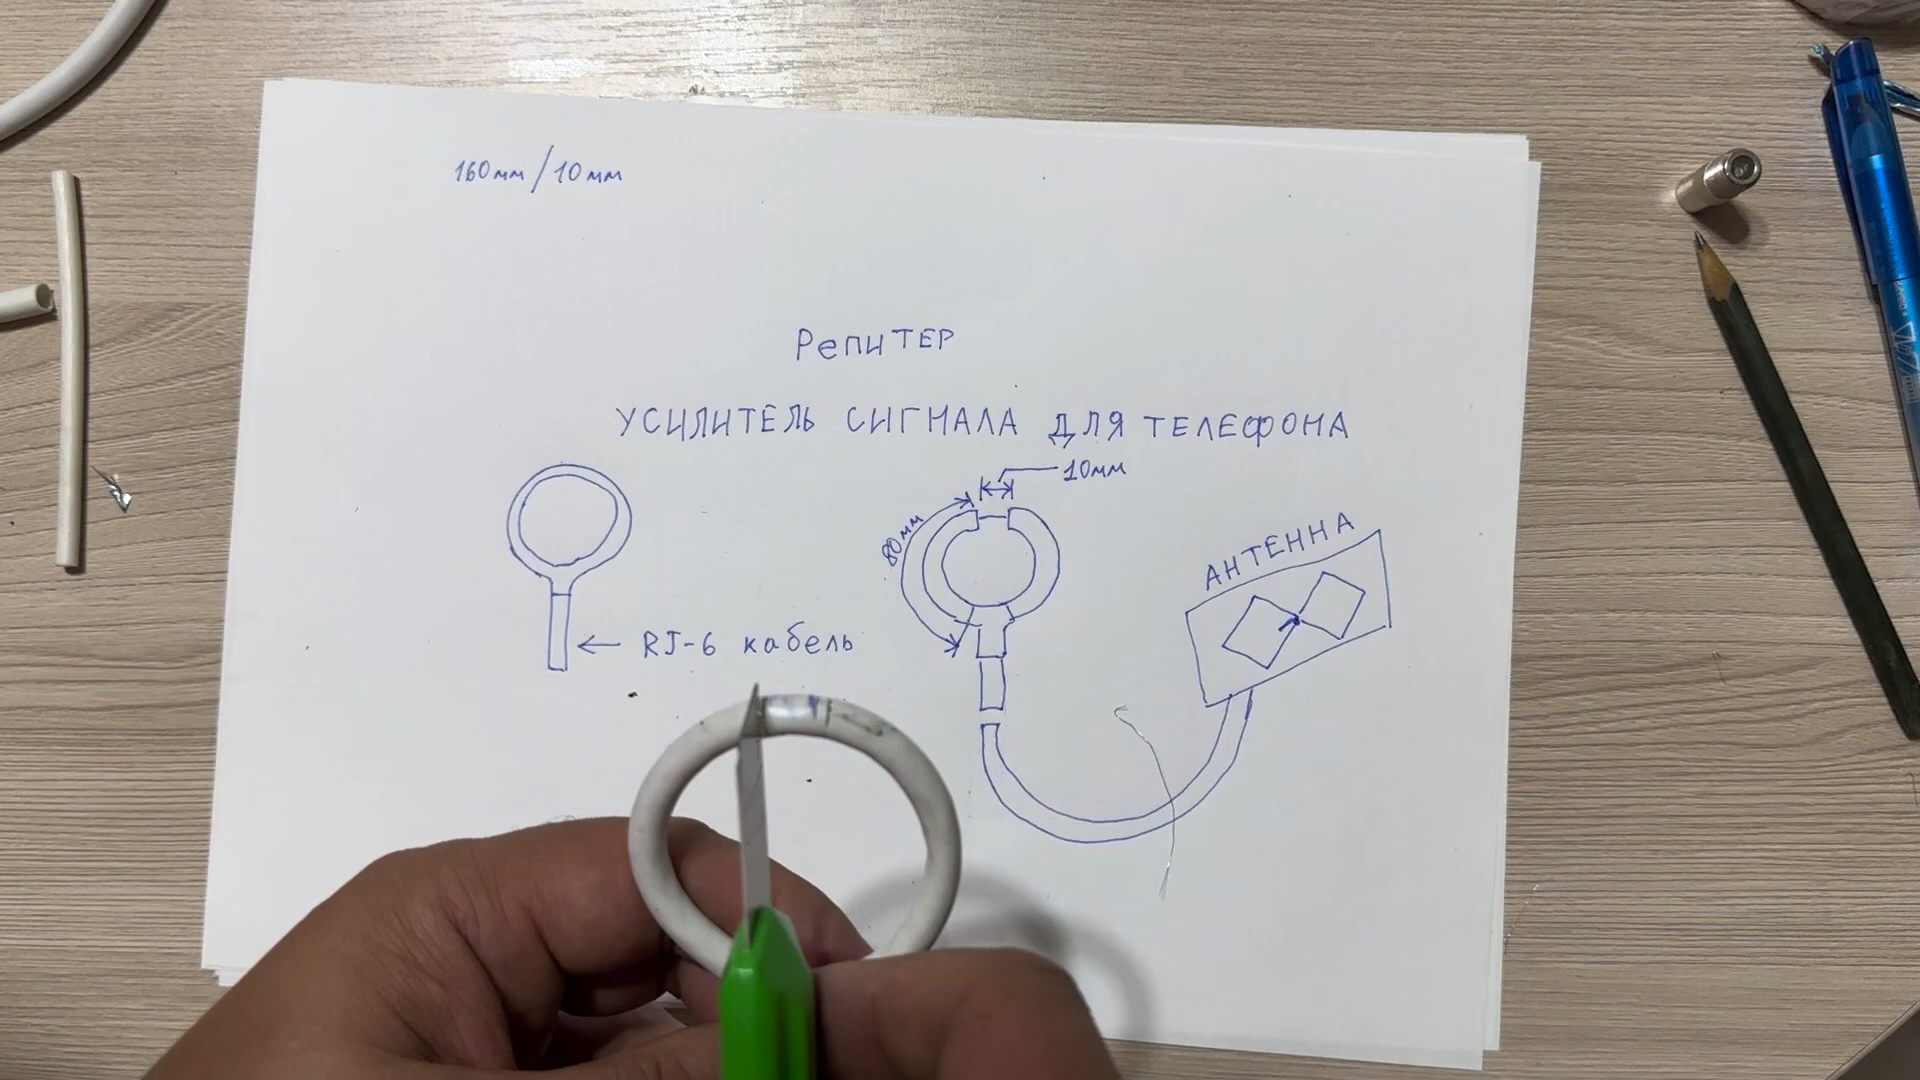 160мм/10мм
РепиТЕР
УСИЛИТЕЛЬ СИГНАЛА ДЛЯ ТЕЛЕФОНА
10мм
80мм
АНТЕННА
RJ-6 кабель